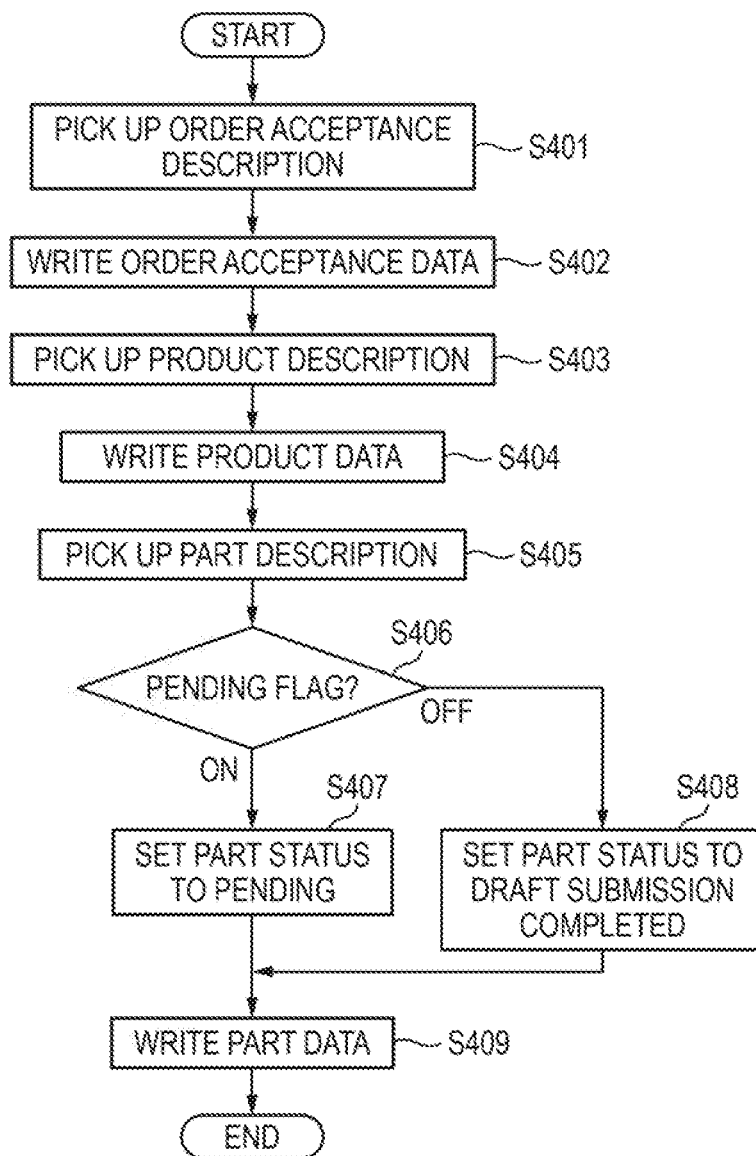 START
PICK UP ORDER ACCEPTANCE
DESCRIPTION
S401
WRITE ORDER ACCEPTANCE DATA
S402
PICK UP PRODUCT DESCRIPTION
S403
WRITE PRODUCT DATA
S404
PICK UP PART DESCRIPTION
S405
S406
PENDING FLAG?
OFF
ON
S407
SET PART STATUS
TO PENDING
S408
SET PART STATUS TO
DRAFT SUBMISSION
COMPLETED
WRITE PART DATA
S409
END